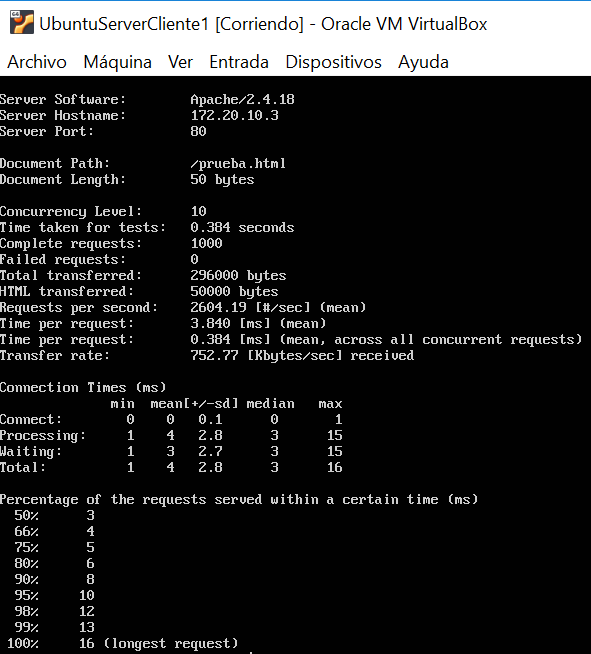 UbuntuServerCliente1 [Corriendo] - Oracle VM VirtualBox
Archivo Máquina Ver Entrada Dispositivos Ayuda
Server Software: Apache/2.4.18
Server Hostname: 172.20.10.3
Server Port: 80
Document Path: /prueba.html
Document Length: 50 bytes
Concurrency Level: 10
Time taken for tests: 0.384 seconds
Complete requests: 1000
Failed requests: 0
Total transferred: 296000 bytes
HTML transferred: 50000 bytes
Requests per second: 2604.19 [#/sec] (mean)
Time per request: 3.840 [ms] (mean)
Time per request: 0.384 [ms] (mean, across all concurrent requests)
Transfer rate: 752.77 [Kbytes/sec] received
Connection Times (ms)
min mean[+/-sd] median max
Connect: 0 0 0.1 0 1
Processing: 1 4 2.8 3 15
Waiting: 1 3 2.7 3 15
Total: 1 4 2.8 3 16
Percentage of the requests served within a certain time (ms)
50% 3
66% 4
75% 5
80% 6
90% 8
95% 10
98% 12
99% 13
100% 16 (longest request)